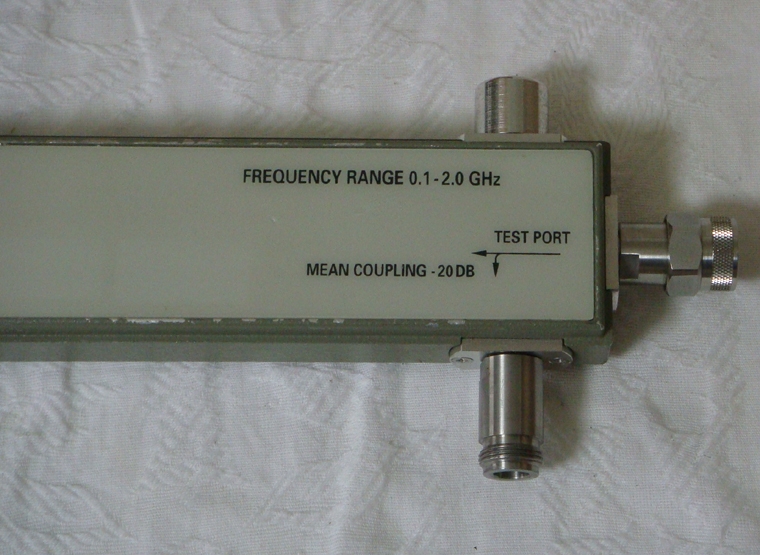 FREQUENCY RANGE 0.1 - 2.0 GHz
TEST PORT
MEAN COUPLING - 20 DB